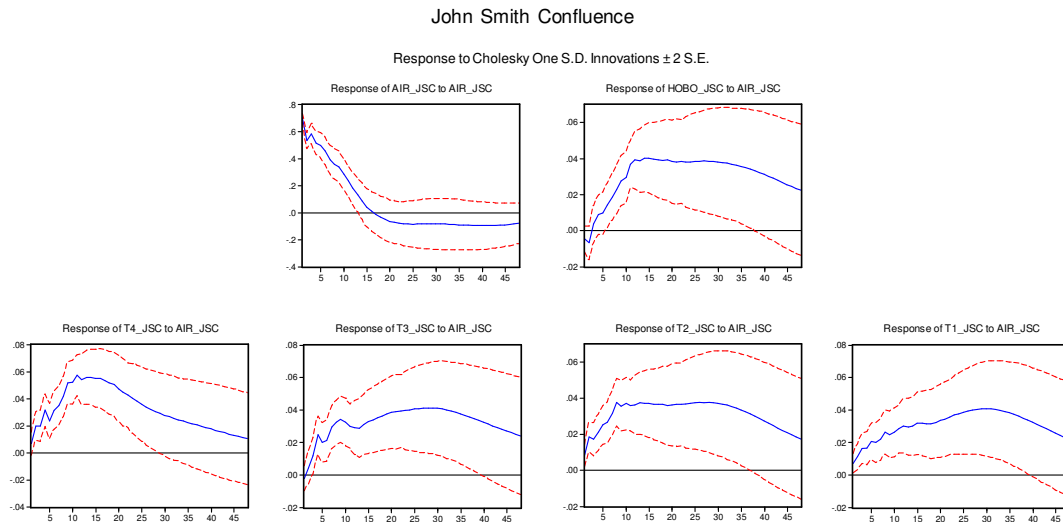 John Smith Confluence
Response to Cholesky One S.D. Innovations ± 2 S.E.
Response of AIR_JSC to AIR_JSC
.8
.6
.4
.2
.0
-.2
-.4
5 10 15 20 25 30 35 40 45
Response of HOBO_JSC to AIR_JSC
.06
.04
.02
.00
-.02
5 10 15 20 25 30 35 40 45
Response of T4_JSC to AIR_JSC
.08
.06
.04
.02
.00
-.02
-.04
5 10 15 20 25 30 35 40 45
Response of T3_JSC to AIR_JSC
.08
.06
.04
.02
.00
-.02
5 10 15 20 25 30 35 40 45
Response of T2_JSC to AIR_JSC
.06
.04
.02
.00
-.02
5 10 15 20 25 30 35 40 45
Response of T1_JSC to AIR_JSC
.08
.06
.04
.02
.00
-.02
5 10 15 20 25 30 35 40 45